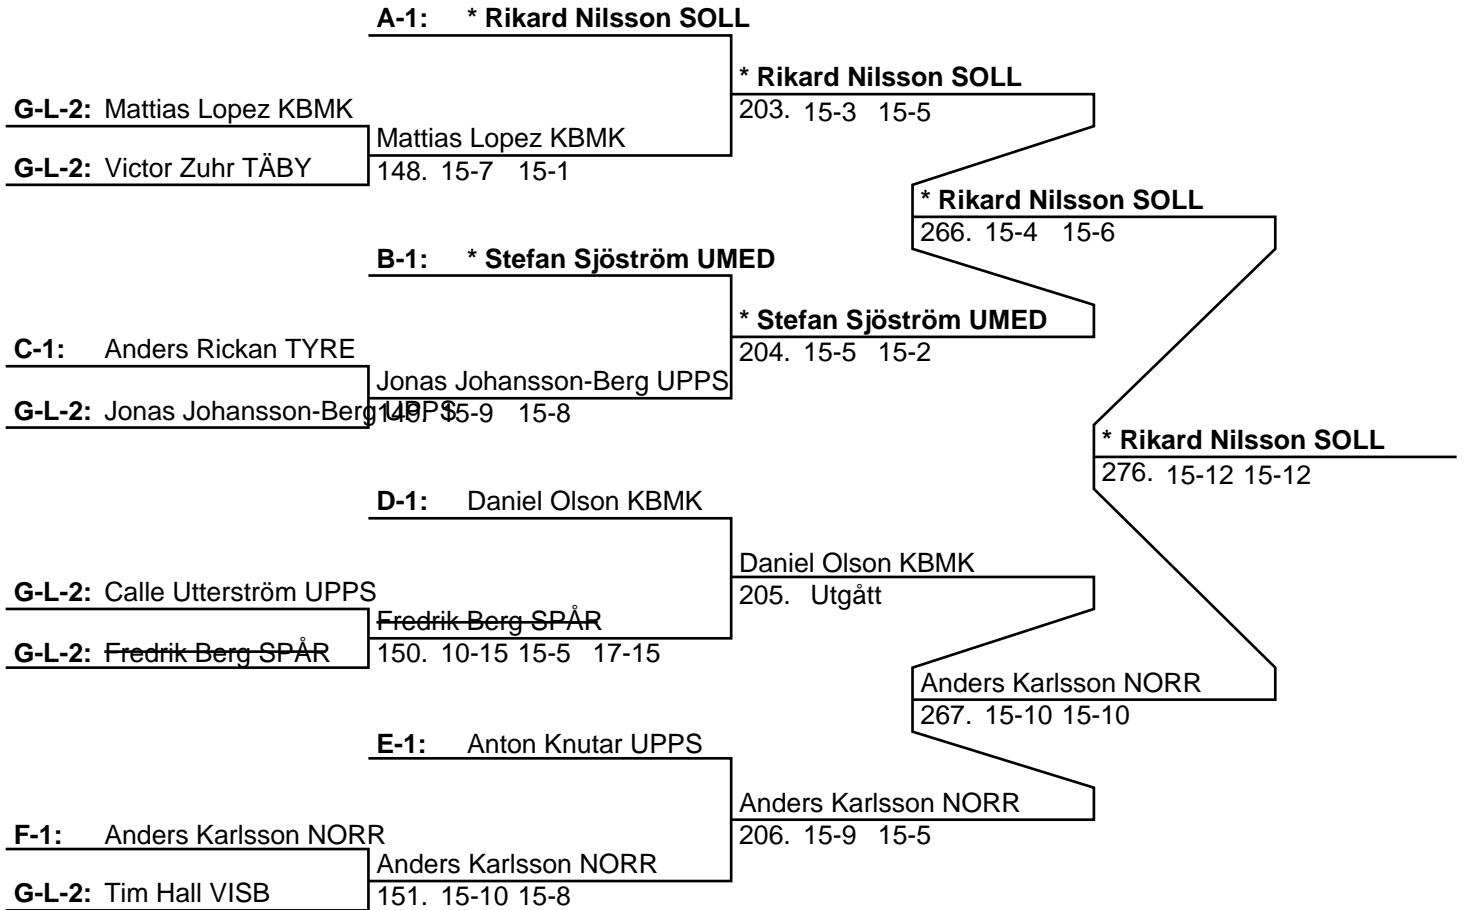 A-1: * Rikard Nilsson SOLL
* Rikard Nilsson SOLL
G-L-2: Mattias Lopez KBMK
203. 15-3 15-5
Mattias Lopez KBMK
G-L-2: Victor Zuhr TÄBY
148. 15-7 15-1
* Rikard Nilsson SOLL
266. 15-4 15-6
B-1: * Stefan Sjöström UMED
* Stefan Sjöström UMED
C-1: Anders Rickan TYRE
204. 15-5 15-2
Jonas Johansson-Berg UPPS
G-L-2: Jonas Johansson-Berg UPPS
149. 15-9 15-8
* Rikard Nilsson SOLL
276. 15-12 15-12
D-1: Daniel Olson KBMK
Daniel Olson KBMK
G-L-2: Calle Utterström UPPS
205. Utgått
Fredrik Berg SPÅR
G-L-2: Fredrik Berg SPÅR
150. 10-15 15-5 17-15
Anders Karlsson NORR
267. 15-10 15-10
E-1: Anton Knutar UPPS
Anders Karlsson NORR
F-1: Anders Karlsson NORR
206. 15-9 15-5
Anders Karlsson NORR
G-L-2: Tim Hall VISB
151. 15-10 15-8